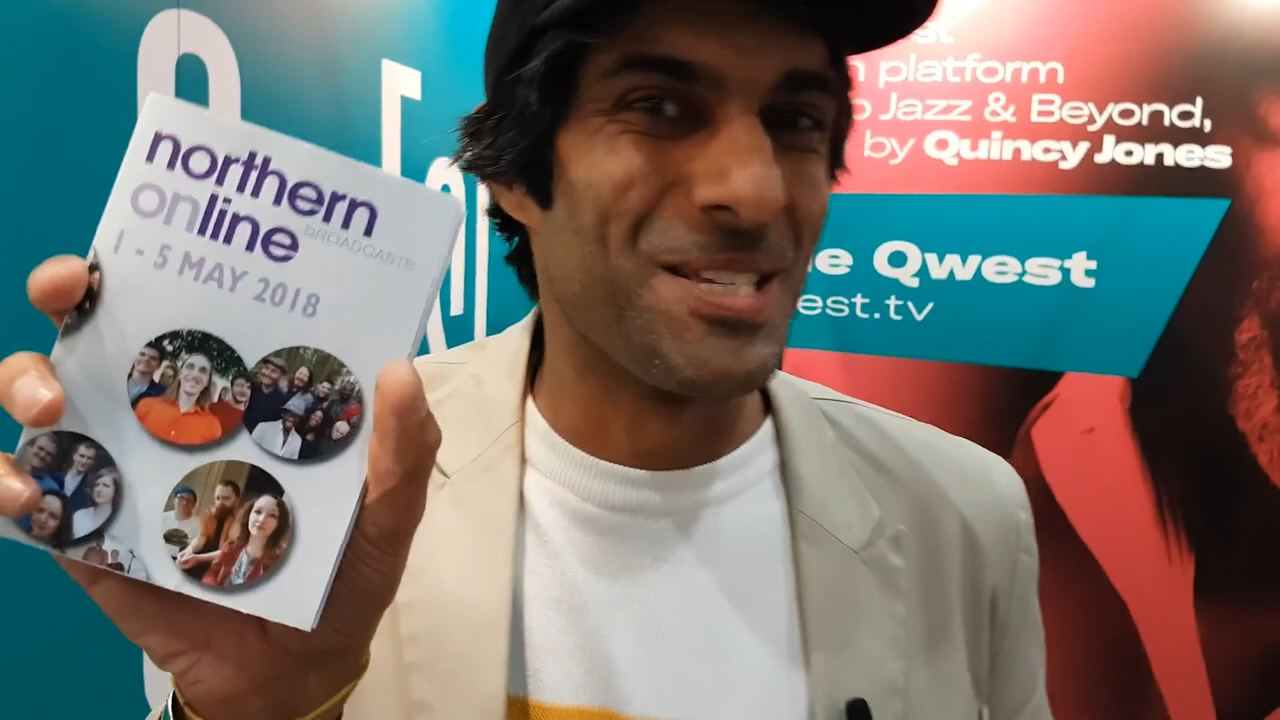 northern
online
BROADCASTS
1 - 5 MAY 2018
platform
Jazz & Beyond,
by Quincy Jones
Qwest
est.tv